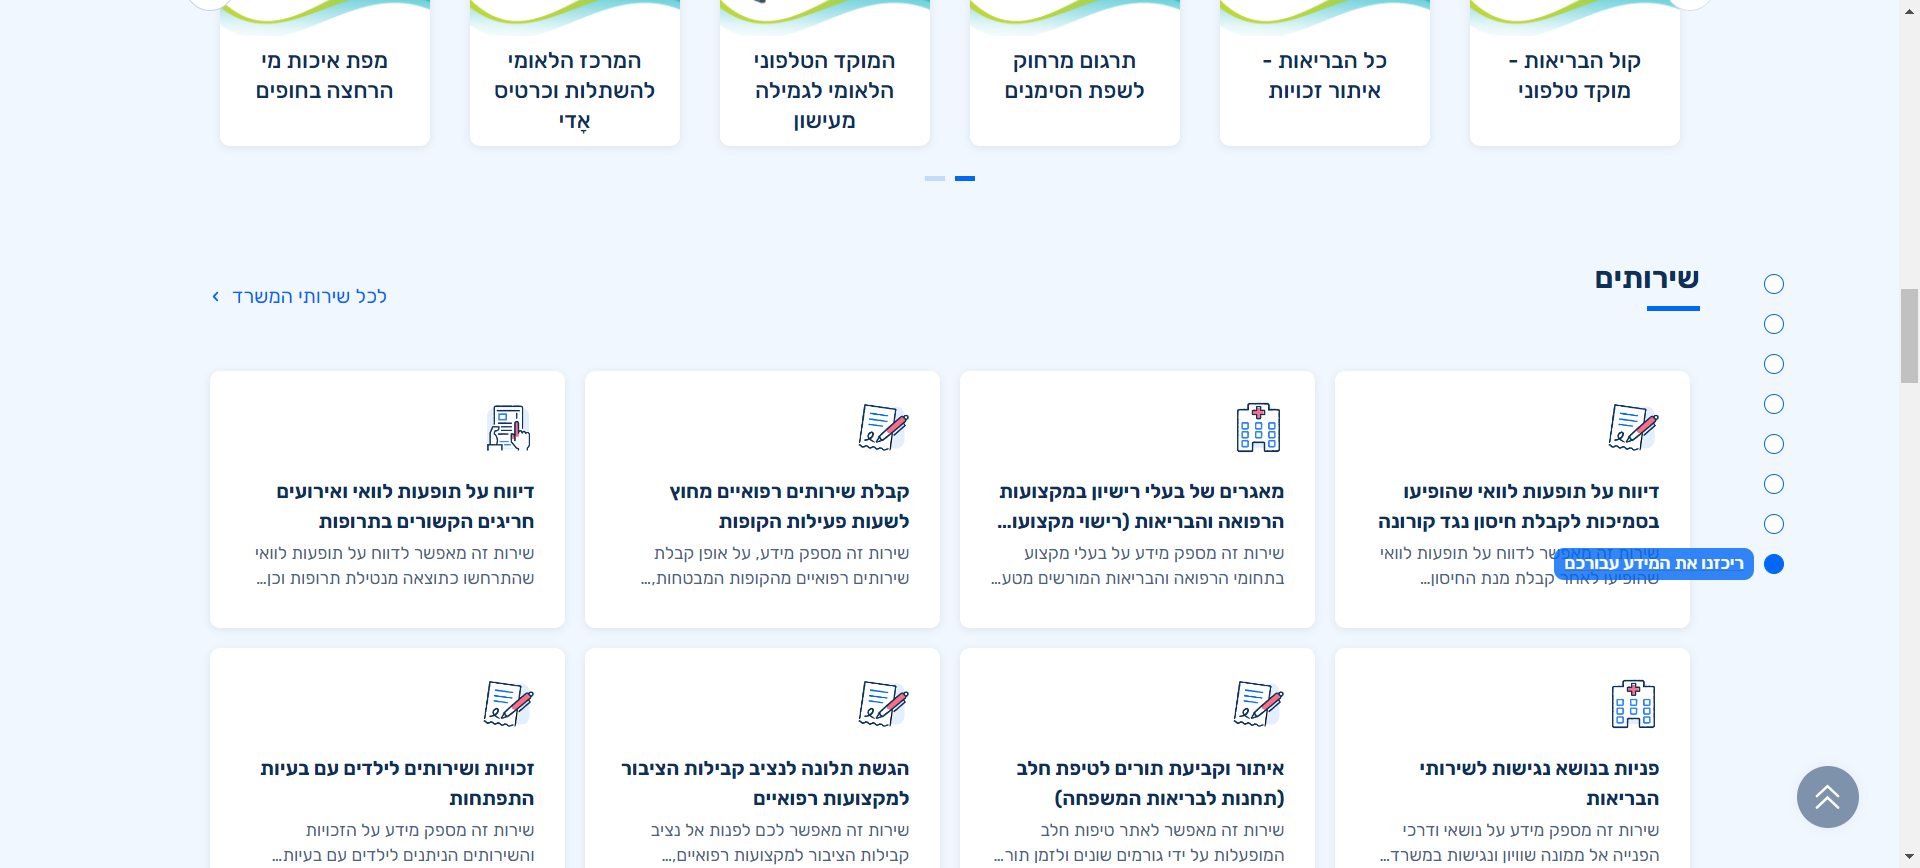 קול הבריאות -
מוקד טלפוני
כל הבריאות -
איתור זכויות
תרגום מרחוק
לשפת הסימנים
המוקד הטלפוני
הלאומי לגמילה
מעישון
המרכז הלאומי
להשתלות וכרטיס
אָדי
מפת איכות מי
הרחצה בחופים
שירותים
לכל שירותי המשרד
דיווח על תופעות לוואי שהופיעו
בסמיכות לקבלת חיסון נגד קורונה
שירות זה מאפשר לדווח על תופעות לוואי
שהופיעו לאחר קבלת מנת החיסון...
ריכזנו את המידע עבורכם
מאגרים של בעלי רישיון במקצועות
הרפואה והבריאות (רישוי מקצועו...
שירות זה מספק מידע על בעלי מקצוע
בתחומי הרפואה והבריאות המורשים מטע...
קבלת שירותים רפואיים מחוץ
לשעות פעילות הקופות
שירות זה מספק מידע, על אופן קבלת
שירותים רפואיים מהקופות המבטחות,...
דיווח על תופעות לוואי ואירועים
חריגים הקשורים בתרופות
שירות זה מאפשר לדווח על תופעות לוואי
שהתרחשו כתוצאה מנטילת תרופות וכן...
פניות בנושא נגישות לשירותי
הבריאות
שירות זה מספק מידע על נושאי ודרכי
הפנייה אל ממונה שוויון ונגישות במשרד...
איתור וקביעת תורים לטיפת חלב
(תחנות לבריאות המשפחה)
שירות זה מאפשר לאתר טיפות חלב
המופעלות על ידי גורמים שונים ולזמן תור...
הגשת תלונה לנציב קבילות הציבור
למקצועות רפואיים
שירות זה מאפשר לכם לפנות אל נציב
קבילות הציבור למקצועות רפואיים,...
זכויות ושירותים לילדים עם בעיות
התפתחות
שירות זה מספק מידע על הזכויות
והשירותים הניתנים לילדים עם בעיות...